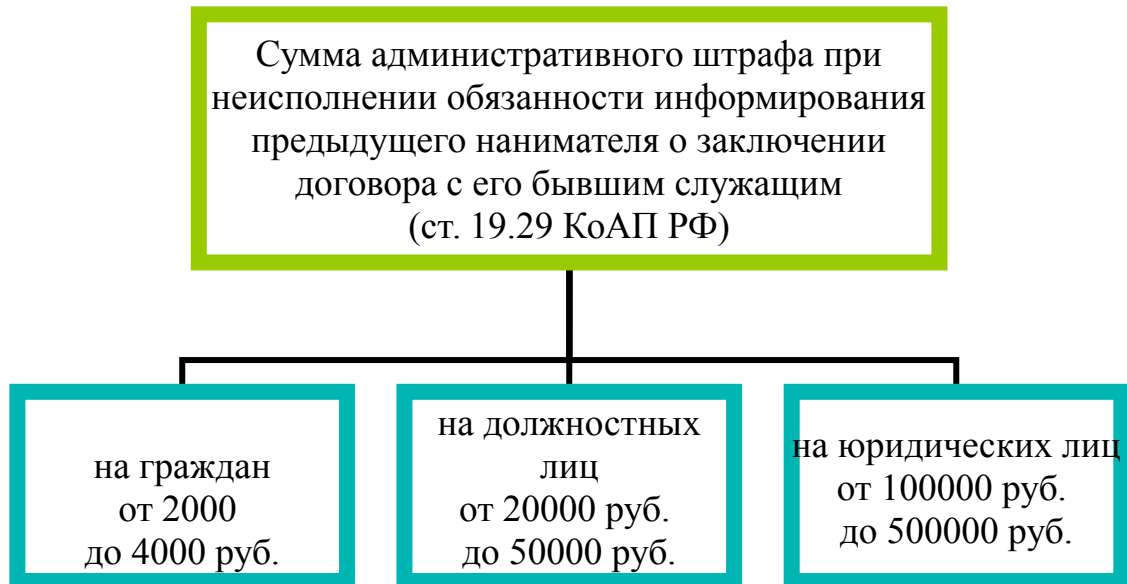 Сумма административного штрафа при
неисполнении обязанности информирования
предыдущего нанимателя о заключении
договора с его бывшим служащим
(ст. 19.29 КоАП РФ)
на граждан
от 2000
до 4000 руб.
на должностных
лиц
от 20000 руб.
до 50000 руб.
на юридических лиц
от 100000 руб.
до 500000 руб.